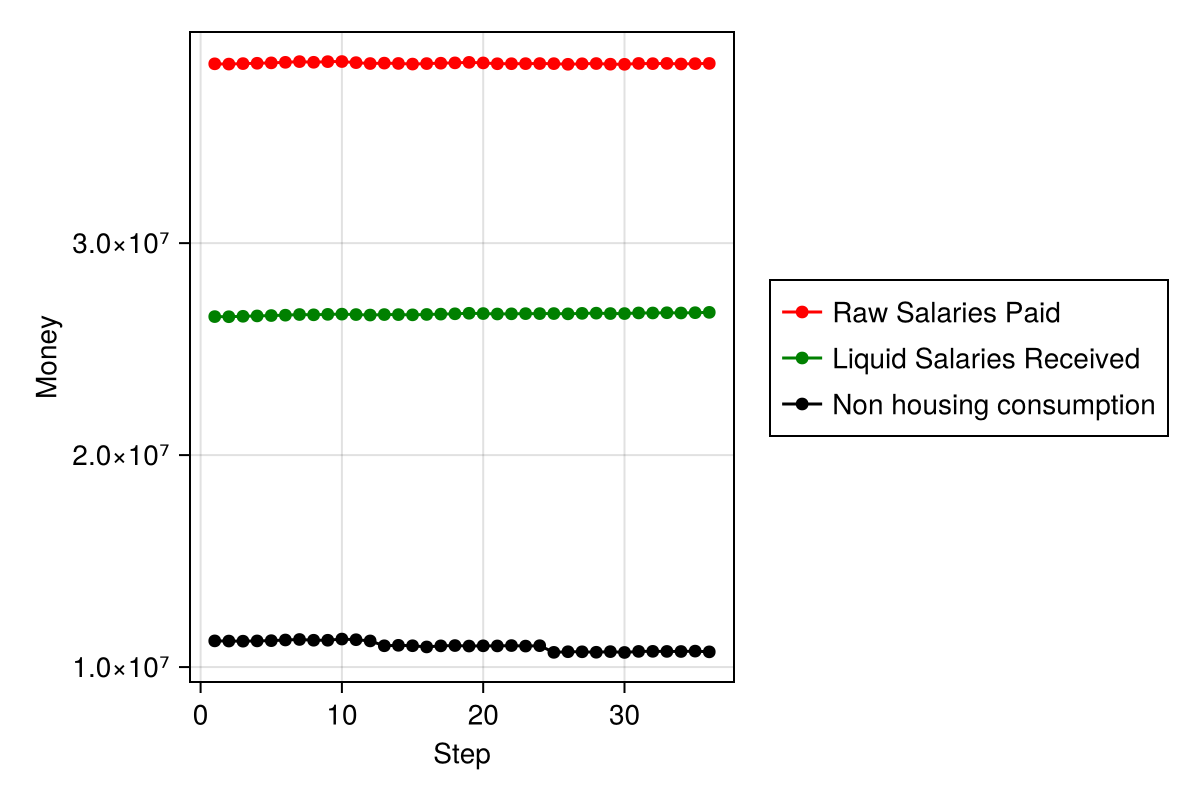 3.0×10⁷
2.0×10⁷
1.0×10⁷
Money
0 10 20 30
Step
Raw Salaries Paid
Liquid Salaries Received
Non housing consumption